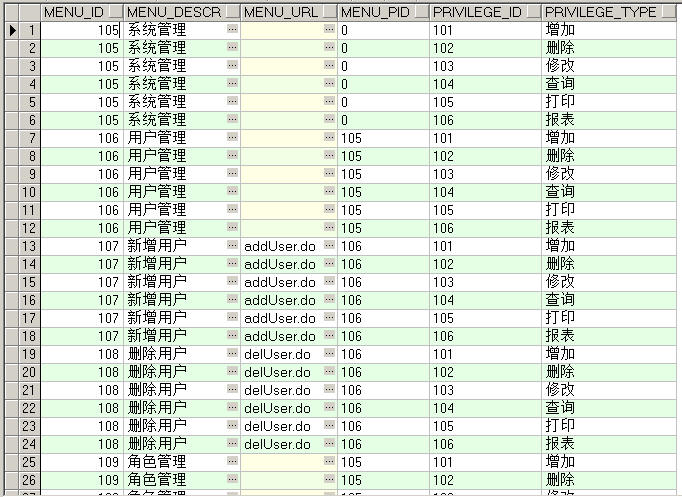 MENU_ID MENU_DESCR MENU_URL MENU_PID PRIVILEGE_ID PRIVILEGE_TYPE
1 105 系统管理 0 101 增加
2 105 系统管理 0 102 删除
3 105 系统管理 0 103 修改
4 105 系统管理 0 104 查询
5 105 系统管理 0 105 打印
6 105 系统管理 0 106 报表
7 106 用户管理 105 101 增加
8 106 用户管理 105 102 删除
9 106 用户管理 105 103 修改
10 106 用户管理 105 104 查询
11 106 用户管理 105 105 打印
12 106 用户管理 105 106 报表
13 107 新增用户 addUser.do 106 101 增加
14 107 新增用户 addUser.do 106 102 删除
15 107 新增用户 addUser.do 106 103 修改
16 107 新增用户 addUser.do 106 104 查询
17 107 新增用户 addUser.do 106 105 打印
18 107 新增用户 addUser.do 106 106 报表
19 108 删除用户 delUser.do 106 101 增加
20 108 删除用户 delUser.do 106 102 删除
21 108 删除用户 delUser.do 106 103 修改
22 108 删除用户 delUser.do 106 104 查询
23 108 删除用户 delUser.do 106 105 打印
24 108 删除用户 delUser.do 106 106 报表
25 109 角色管理 105 101 增加
26 109 角色管理 105 102 删除